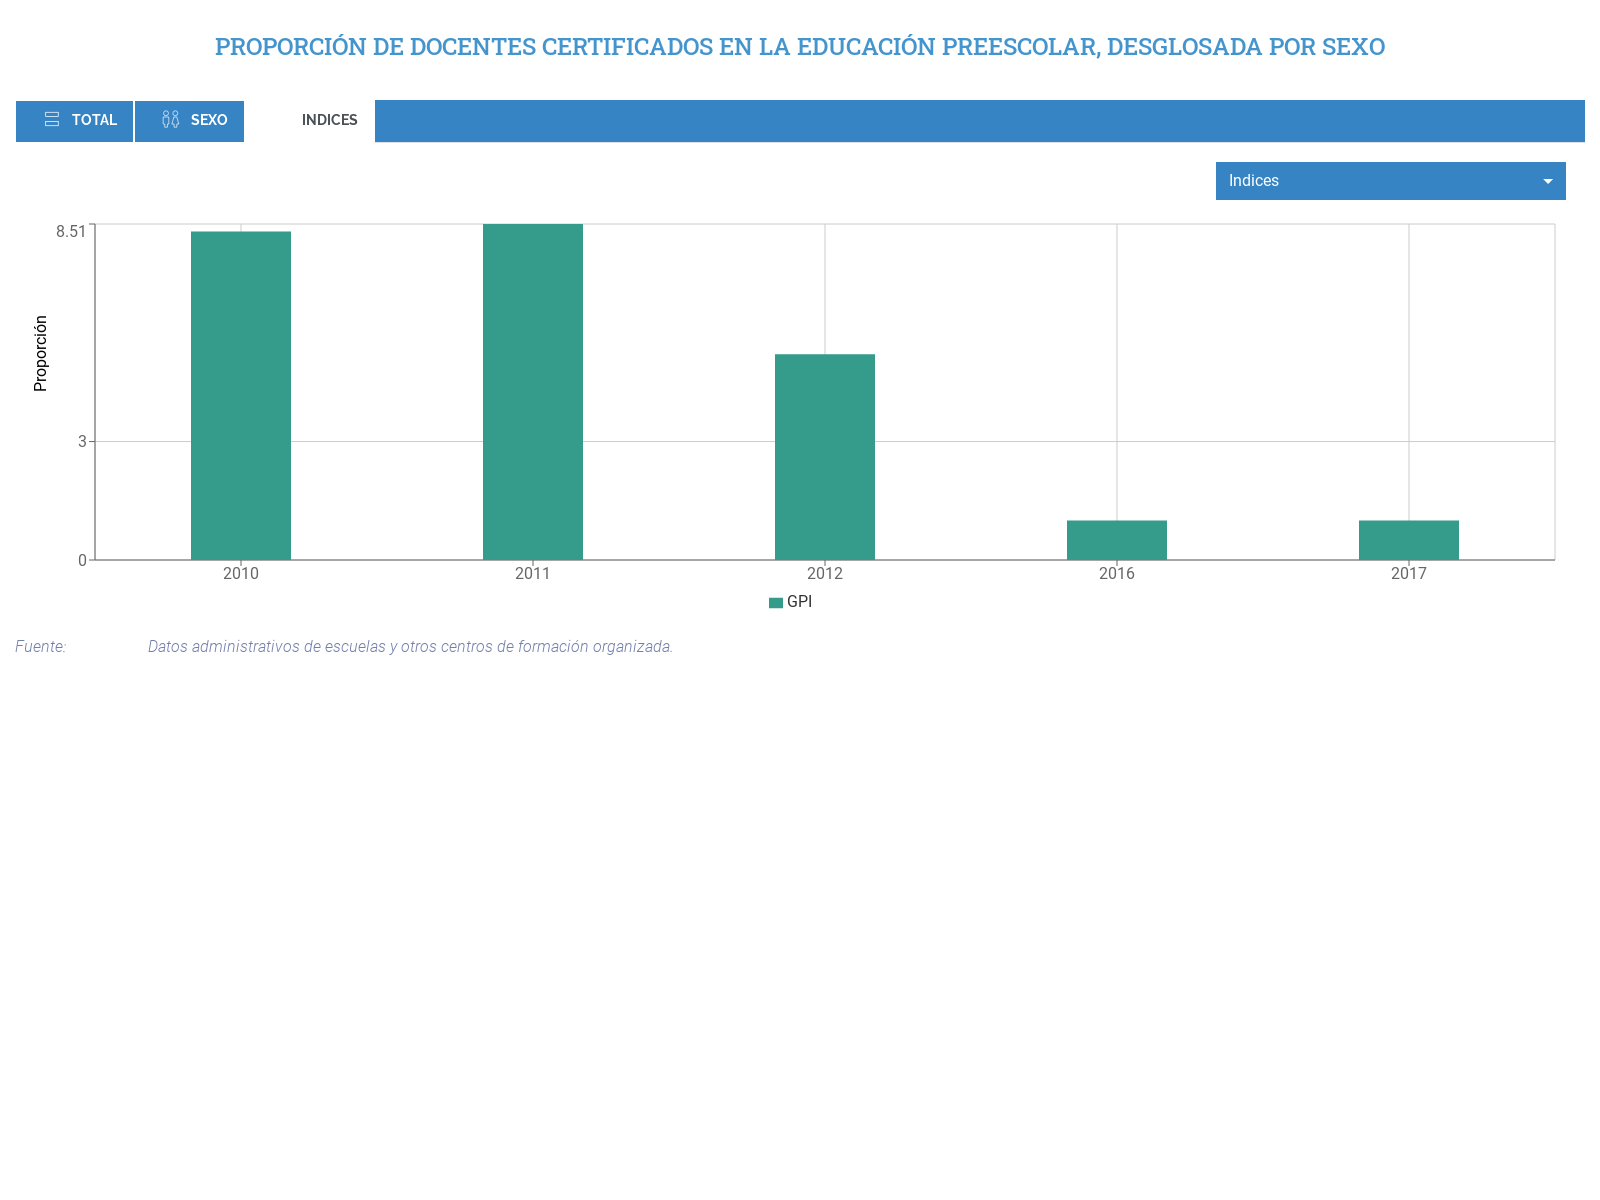 PROPORCIÓN DE DOCENTES CERTIFICADOS EN LA EDUCACIÓN PREESCOLAR, DESGLOSADA POR SEXO
TOTAL SEXO INDICES
Indices
8.51
Proporción
3
0
2010 2011 2012 2016 2017
GPI
Fuente: Datos administrativos de escuelas y otros centros de formación organizada.